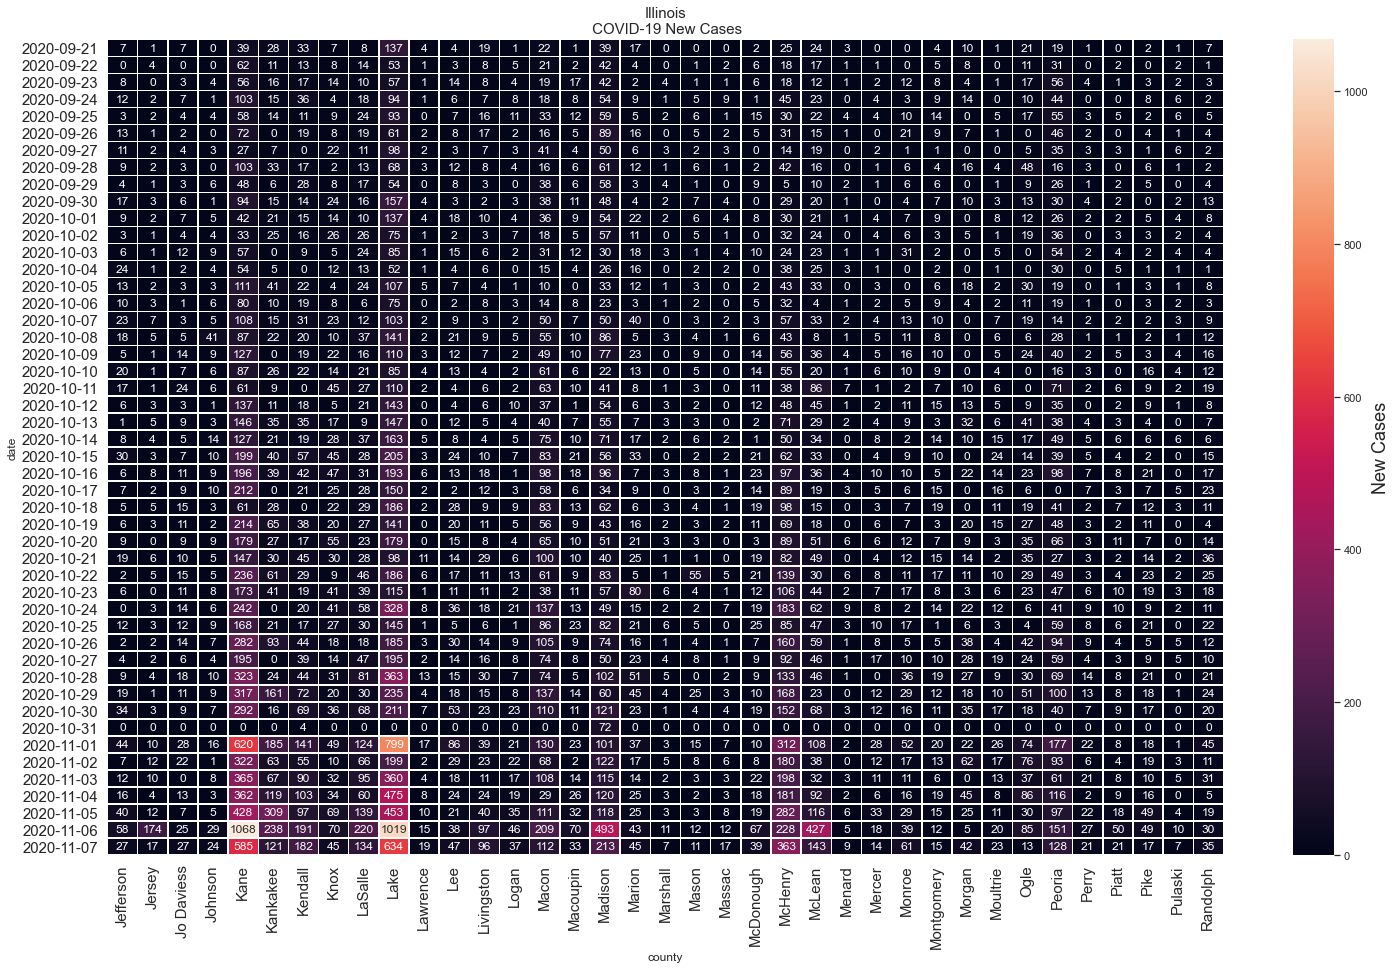 Illinois
COVID-19 New Cases
2020-09-21 7 1 7 0 39 28 33 7 8 137 4 4 19 1 22 1 39 17 0 0 0 2 25 24 3 0 0 4 10 1 21 19 1 0 2 1 7
2020-09-22 0 4 0 0 62 11 13 8 14 53 1 3 8 5 21 2 42 4 0 1 2 6 18 17 1 1 0 5 8 0 11 31 0 2 0 2 1
2020-09-23 8 0 3 4 56 16 17 14 10 57 1 14 8 4 19 17 42 2 4 1 1 6 18 12 1 2 12 8 4 1 17 56 4 1 3 2 3
2020-09-24 12 2 7 1 103 15 36 4 18 94 1 6 7 8 18 8 54 9 1 5 9 1 45 23 0 4 3 9 14 0 10 44 0 0 8 6 2
2020-09-25 3 2 4 4 58 14 11 9 24 93 0 7 16 11 33 12 59 5 2 6 1 15 30 22 4 4 10 14 0 5 17 55 3 5 2 6 5
2020-09-26 13 1 2 0 72 0 19 8 19 61 2 8 17 2 16 5 89 16 0 5 2 5 31 15 1 0 21 9 7 1 0 46 2 0 4 1 4
2020-09-27 11 2 4 3 27 7 0 22 11 98 2 3 7 3 41 4 50 6 3 2 3 0 14 19 0 2 1 1 0 0 5 35 3 3 1 6 2
2020-09-28 9 2 3 0 103 33 17 2 13 68 3 12 8 4 16 6 61 12 1 6 1 2 42 16 0 1 6 4 16 4 48 16 3 0 6 1 2
2020-09-29 4 1 3 6 48 6 28 8 17 54 0 8 3 0 38 6 58 3 4 1 0 9 5 10 2 1 6 6 0 1 9 26 1 2 5 0 4
2020-09-30 17 3 6 1 94 15 14 24 16 157 4 3 2 3 38 11 48 4 2 7 4 0 29 20 1 0 4 7 10 3 13 30 4 2 0 2 13
2020-10-01 9 2 7 5 42 21 15 14 10 137 4 18 10 4 36 9 54 22 2 6 4 8 30 21 1 4 7 9 0 8 12 26 2 2 5 4 8
2020-10-02 3 1 4 4 33 25 16 26 26 75 1 2 3 7 18 5 57 11 0 5 1 0 32 24 0 4 6 3 5 1 19 36 0 3 3 2 4
2020-10-03 6 1 12 9 57 0 9 5 24 85 1 15 6 2 31 12 30 18 3 1 4 10 24 23 1 1 31 2 0 5 0 54 2 4 2 4 4
2020-10-04 24 1 2 4 54 5 0 12 13 52 1 4 6 0 15 4 26 16 0 2 2 0 38 25 3 1 0 2 0 1 0 30 0 5 1 1 1
2020-10-05 13 2 3 3 111 41 22 4 24 107 5 7 4 1 10 0 33 12 1 3 0 2 43 33 0 3 0 6 18 2 30 19 0 1 3 1 8
2020-10-06 10 3 1 6 80 10 19 8 6 75 0 2 8 3 14 8 23 3 1 2 0 5 32 4 1 2 5 9 4 2 11 19 1 0 3 2 3
2020-10-07 23 7 3 5 108 15 31 23 12 103 2 9 3 2 50 7 50 40 0 3 2 3 57 33 2 4 13 10 0 7 19 14 2 2 2 3 9
2020-10-08 18 5 5 41 87 22 20 10 37 141 2 21 9 5 55 10 86 5 3 4 1 6 43 8 1 5 11 8 0 6 6 28 1 1 2 1 12
2020-10-09 5 1 14 9 127 0 19 22 16 110 3 12 7 2 49 10 77 23 0 9 0 14 56 36 4 5 16 10 0 5 24 40 2 5 3 4 16
2020-10-10 20 1 7 6 87 26 22 14 21 85 4 13 4 2 61 6 22 13 0 5 0 14 55 20 1 6 10 9 0 4 0 16 3 0 16 4 12
2020-10-11 17 1 24 6 61 9 0 45 27 110 2 4 6 2 63 10 41 8 1 3 0 11 38 86 7 1 2 7 10 6 0 71 2 6 9 2 19
2020-10-12 6 3 3 1 137 11 18 5 21 143 0 4 6 10 37 1 54 6 3 2 0 12 48 45 1 2 11 15 13 5 9 35 0 2 9 1 8
2020-10-13 1 5 9 3 146 35 35 17 9 147 0 12 5 4 40 7 55 7 3 3 0 2 71 29 2 4 9 3 32 6 41 38 4 3 4 0 7
2020-10-14 8 4 5 14 127 21 19 28 37 163 5 8 4 5 75 10 71 17 2 6 2 1 50 34 0 8 2 14 10 15 17 49 5 6 6 6 6
2020-10-15 30 3 7 10 199 40 57 45 28 205 3 24 10 7 83 21 56 33 0 2 2 21 62 33 0 4 9 10 0 14 24 39 5 4 2 0 15
2020-10-16 6 8 11 9 196 39 42 47 31 193 6 13 18 1 98 18 96 7 3 8 1 23 97 36 4 10 10 5 22 14 23 98 7 8 21 0 17
2020-10-17 7 2 9 10 212 0 21 25 28 150 2 2 12 3 58 6 34 9 0 3 2 14 89 19 3 5 6 15 0 16 6 0 7 3 7 5 23
2020-10-18 5 5 15 3 61 28 0 22 29 186 2 28 9 9 83 13 62 6 3 4 1 19 98 15 0 3 7 19 0 11 19 41 2 7 12 3 11
2020-10-19 6 3 11 2 214 65 38 20 27 141 0 20 11 5 56 9 43 16 2 3 2 11 69 18 0 6 7 3 20 15 27 48 3 2 11 0 4
2020-10-20 9 0 9 9 179 27 17 55 23 179 0 15 8 4 65 10 51 21 3 3 0 3 89 51 6 6 12 7 9 3 35 66 3 11 7 0 14
2020-10-21 19 6 10 5 147 30 45 30 28 98 11 14 29 6 100 10 40 25 1 1 0 19 82 49 0 4 12 15 14 2 35 27 3 2 14 2 36
2020-10-22 2 5 15 5 236 61 29 9 46 186 6 17 11 13 61 9 83 5 1 55 5 21 139 30 6 8 11 17 11 10 29 49 3 4 23 2 25
2020-10-23 6 0 11 8 173 41 19 41 39 115 1 11 11 2 38 11 57 80 6 4 1 12 106 44 2 7 17 8 3 6 23 47 6 10 19 3 18
2020-10-24 0 3 14 6 242 0 20 41 58 328 8 36 18 21 137 13 49 15 2 2 7 12 183 62 9 8 2 14 22 12 6 41 9 10 9 2 11
2020-10-25 12 3 12 9 168 21 17 27 30 145 1 5 6 1 86 23 82 21 6 5 0 25 85 47 3 10 17 1 6 3 4 59 8 6 21 0 22
2020-10-26 2 2 14 7 282 93 44 18 18 185 3 30 14 9 105 9 74 16 1 4 1 7 160 59 1 8 5 5 38 4 42 94 9 4 5 5 12
2020-10-27 4 2 6 4 195 0 39 14 47 195 2 14 16 8 74 8 50 23 4 8 1 9 92 46 1 17 10 10 28 19 24 59 4 3 9 5 10
2020-10-28 9 4 18 10 323 24 44 31 81 363 13 15 30 7 74 5 102 51 5 0 2 9 133 46 1 0 36 19 27 9 30 69 14 8 21 0 21
2020-10-29 19 1 11 9 317 161 72 20 30 235 4 18 15 8 137 14 60 45 4 25 3 10 168 23 0 12 29 12 18 10 51 100 13 8 18 1 24
2020-10-30 34 3 9 7 292 16 69 36 68 211 7 53 23 23 110 11 121 23 1 4 4 19 152 68 3 12 16 11 35 17 18 40 7 9 17 0 20
2020-10-31 0 0 0 0 0 0 4 0 0 0 0 0 0 0 0 0 72 0 0 0 0 0 0 0 0 0 0 0 0 0 0 0 0 0 0 0 0
2020-11-01 44 10 28 16 620 185 141 49 124 799 17 86 39 21 130 23 101 37 3 15 7 10 312 108 2 28 52 20 22 26 74 177 22 8 18 1 45
2020-11-02 7 12 22 1 322 63 55 10 66 199 2 29 23 22 68 2 122 17 5 8 6 8 180 38 0 12 17 13 62 17 76 93 6 4 19 3 11
2020-11-03 12 10 0 8 365 67 90 32 95 360 4 18 11 17 108 14 115 14 2 3 3 22 198 32 3 11 11 6 0 13 37 61 21 8 10 5 31
2020-11-04 16 4 13 3 362 119 103 34 60 475 8 24 24 19 29 26 120 25 3 2 3 18 181 92 2 6 16 19 45 8 86 116 2 9 16 0 5
2020-11-05 40 12 7 5 428 309 97 69 139 453 10 21 40 35 111 32 118 25 3 2 4 17 282 116 6 33 29 15 25 11 30 97 22 18 49 4 19
2020-11-06 58 174 25 29 1068 238 191 70 220 1019 15 38 97 46 209 70 493 43 11 12 12 67 228 427 5 18 39 12 5 20 85 151 27 50 49 10 30
2020-11-07 27 17 27 24 585 121 182 45 134 634 19 47 96 37 112 33 213 45 7 11 17 39 363 143 9 14 61 15 42 23 13 128 21 21 17 7 35
Jefferson Jersey Jo Daviess Johnson Kane Kankakee Kendall Knox LaSalle Lake Lawrence Lee Livingston Logan Macon Macoupin Madison Marion Marshall Mason Massac McDonough McHenry McLean Menard Mercer Monroe Montgomery Morgan Moultrie Ogle Peoria Perry Piatt Pike Pulaski Randolph
county
date
1000
800
600
400
200
0
New Cases